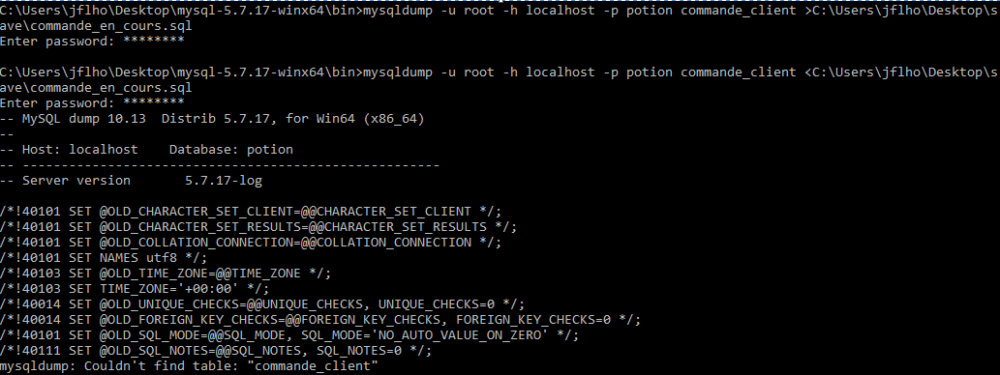 C:\Users\jflho\Desktop\mysql-5.7.17-winx64\bin>mysqldump -u root -h localhost -p potion commande_client >C:\Users\jflho\Desktop\s
ave\commande_en_cours.sql
Enter password: ********
C:\Users\jflho\Desktop\mysql-5.7.17-winx64\bin>mysqldump -u root -h localhost -p potion commande_client <C:\Users\jflho\Desktop\s
ave\commande_en_cours.sql
Enter password: ********
-- MySQL dump 10.13  Distrib 5.7.17, for Win64 (x86_64)
--
-- Host: localhost    Database: potion
-- ------------------------------------------------------
-- Server version       5.7.17-log
/*!40101 SET @OLD_CHARACTER_SET_CLIENT=@@CHARACTER_SET_CLIENT */;
/*!40101 SET @OLD_CHARACTER_SET_RESULTS=@@CHARACTER_SET_RESULTS */;
/*!40101 SET @OLD_COLLATION_CONNECTION=@@COLLATION_CONNECTION */;
/*!40101 SET NAMES utf8 */;
/*!40103 SET @OLD_TIME_ZONE=@@TIME_ZONE */;
/*!40103 SET TIME_ZONE='+00:00' */;
/*!40014 SET @OLD_UNIQUE_CHECKS=@@UNIQUE_CHECKS, UNIQUE_CHECKS=0 */;
/*!40014 SET @OLD_FOREIGN_KEY_CHECKS=@@FOREIGN_KEY_CHECKS, FOREIGN_KEY_CHECKS=0 */;
/*!40101 SET @OLD_SQL_MODE=@@SQL_MODE, SQL_MODE='NO_AUTO_VALUE_ON_ZERO' */;
/*!40111 SET @OLD_SQL_NOTES=@@SQL_NOTES, SQL_NOTES=0 */;
mysqldump: Couldn't find table: "commande_client"